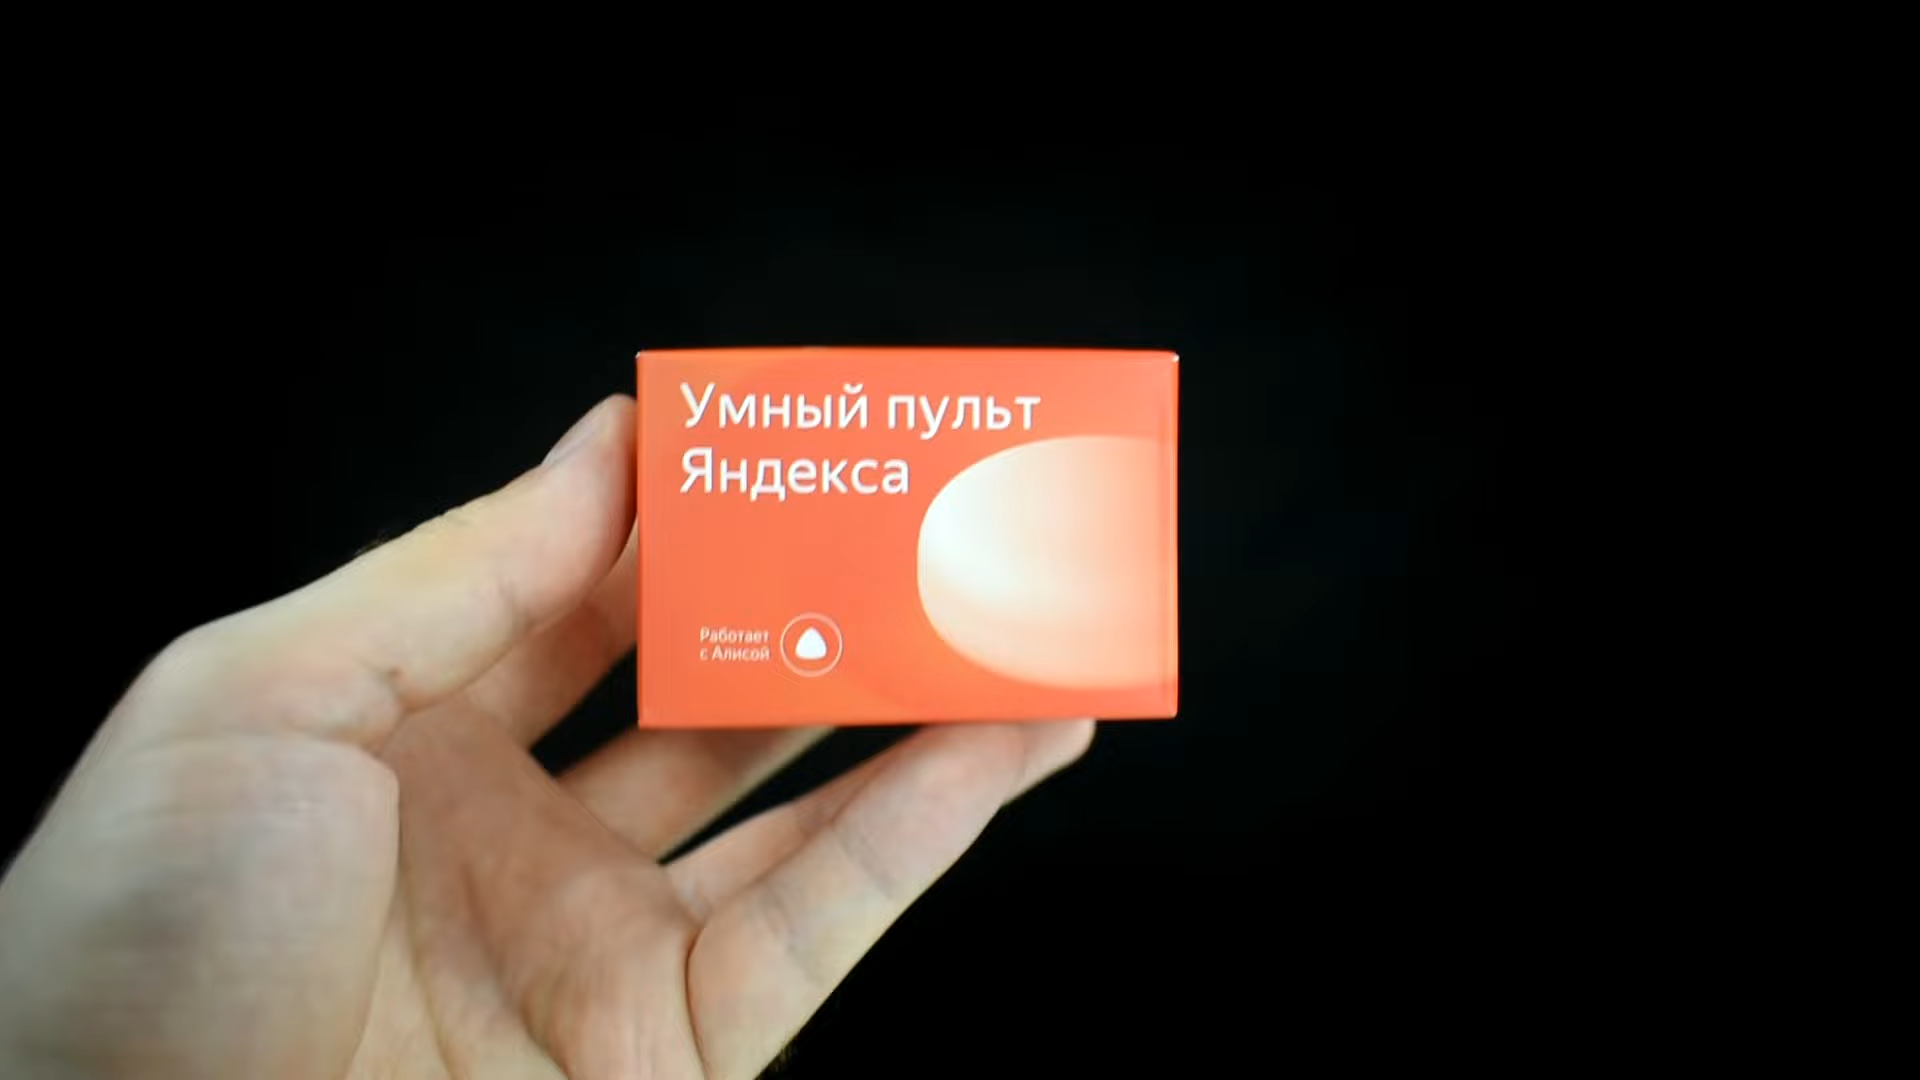 Умный пульт
Яндекса
Работает
с Алисой